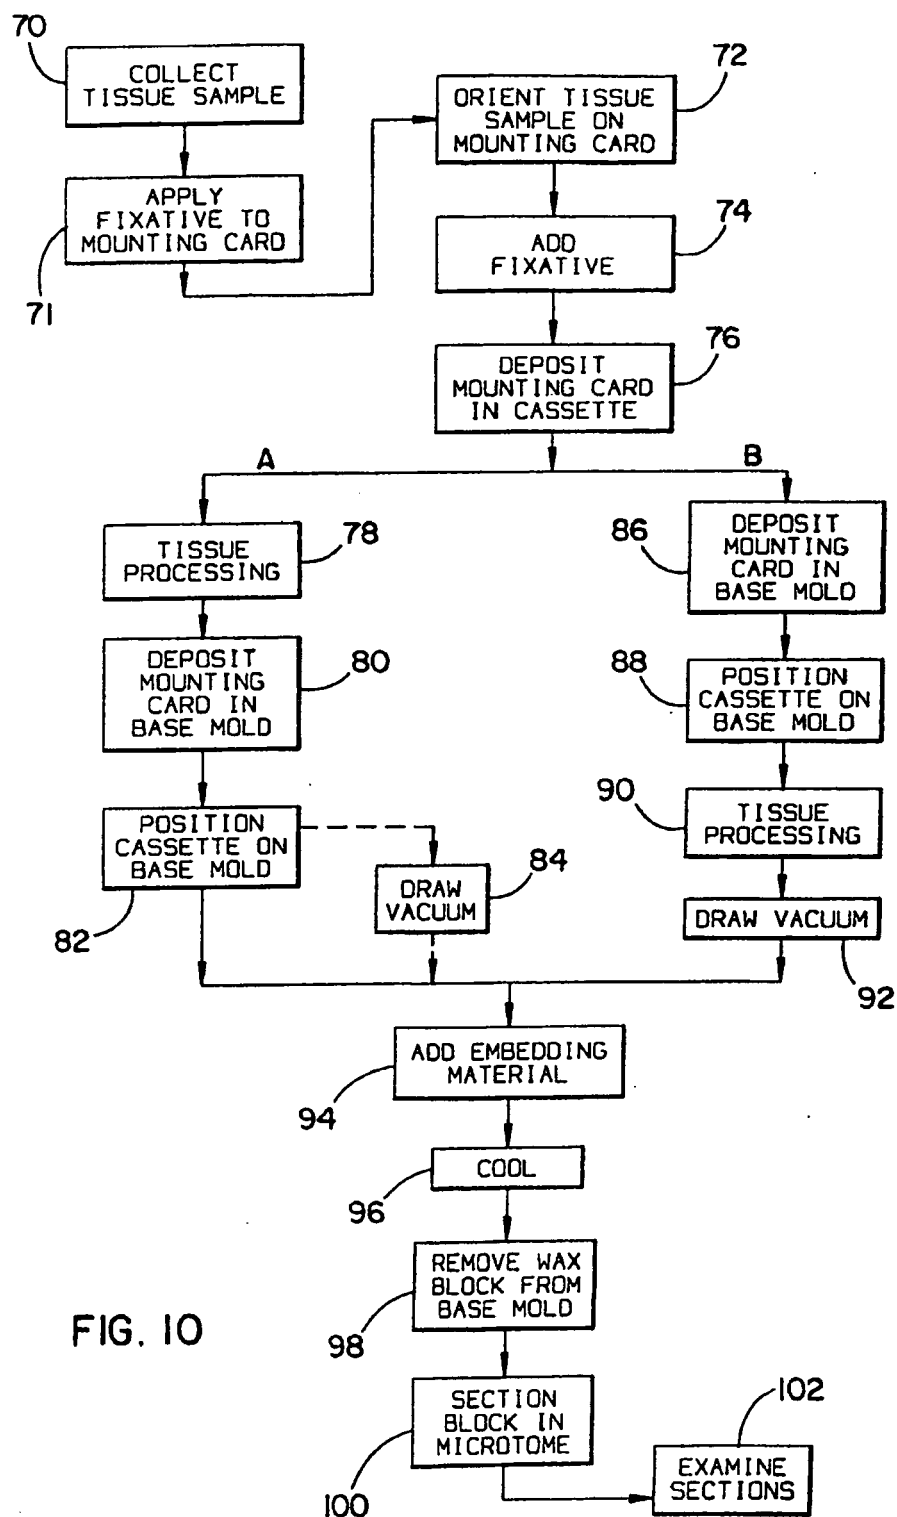 70
COLLECT
TISSUE SAMPLE
APPLY
FIXATIVE TO
MOUNTING CARD
71
72
ORIENT TISSUE
SAMPLE ON
MOUNTING CARD
74
ADD
FIXATIVE
76
DEPOSIT
MOUNTING CARD
IN CASSETTE
A
B
78
TISSUE
PROCESSING
80
DEPOSIT
MOUNTING
CARD IN
BASE MOLD
POSITION
CASSETTE ON
BASE MOLD
82
84
DRAW
VACUUM
86
DEPOSIT
MOUNTING
CARD IN
BASE MOLD
88
POSITION
CASSETTE ON
BASE MOLD
90
TISSUE
PROCESSING
DRAW VACUUM
92
ADD EMBEDDING
MATERIAL
94
COOL
96
REMOVE WAX
BLOCK FROM
BASE MOLD
98
FIG. 10
SECTION
BLOCK IN
MICROTOME
100
102
EXAMINE
SECTIONS